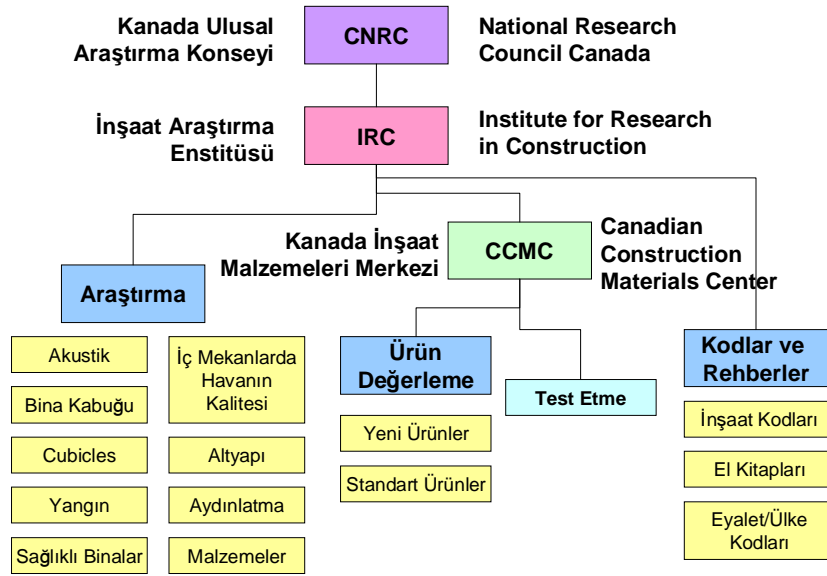 Kanada Ulusal
Araştırma Konseyi
CNRC
National Research
Council Canada
İnşaat Araştırma
Enstitüsü
IRC
Institute for Research
in Construction
Kanada İnşaat
Malzemeleri Merkezi
CCMC
Canadian
Construction
Materials Center
Araştırma
Akustik
Bina Kabuğu
Cubicles
Yangın
Sağlıklı Binalar
İç Mekanlarda
Havanın
Kalitesi
Altyapı
Aydınlatma
Malzemeler
Ürün
Değerleme
Yeni Ürünler
Standart Ürünler
Test Etme
Kodlar ve
Rehberler
İnşaat Kodları
El Kitapları
Eyalet/Ülke
Kodları